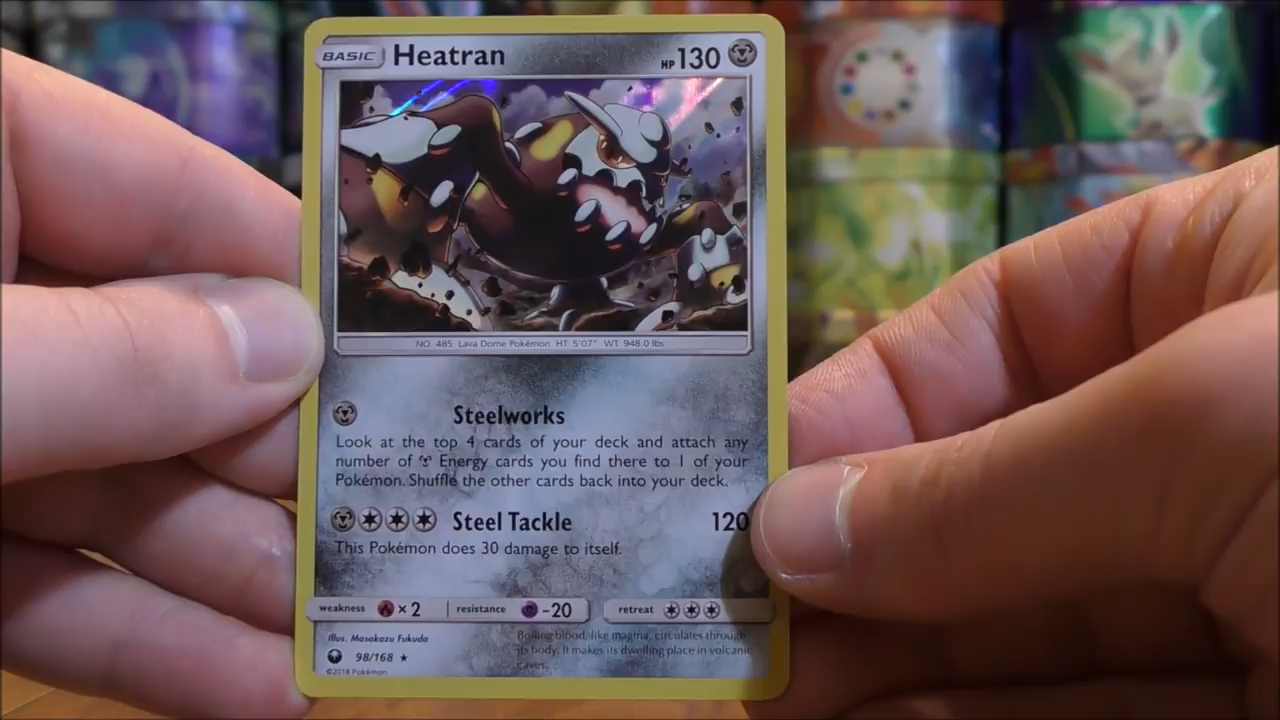 BASIC Heatran HP 130
NO. 485 Lava Dome Pokémon HT: 5'07" WT: 948.0 lbs
Steelworks
Look at the top 4 cards of your deck and attach any
number of Energy cards you find there to 1 of your
Pokémon. Shuffle the other cards back into your deck.
Steel Tackle 120
This Pokémon does 30 damage to itself.
weakness ×2 resistance -20 retreat
Illus. Masakazu Fukuda
98/168
©2018 Pokémon
Boiling blood, like magma, circulates through
its body. It makes its dwelling place in volcanic
caves.